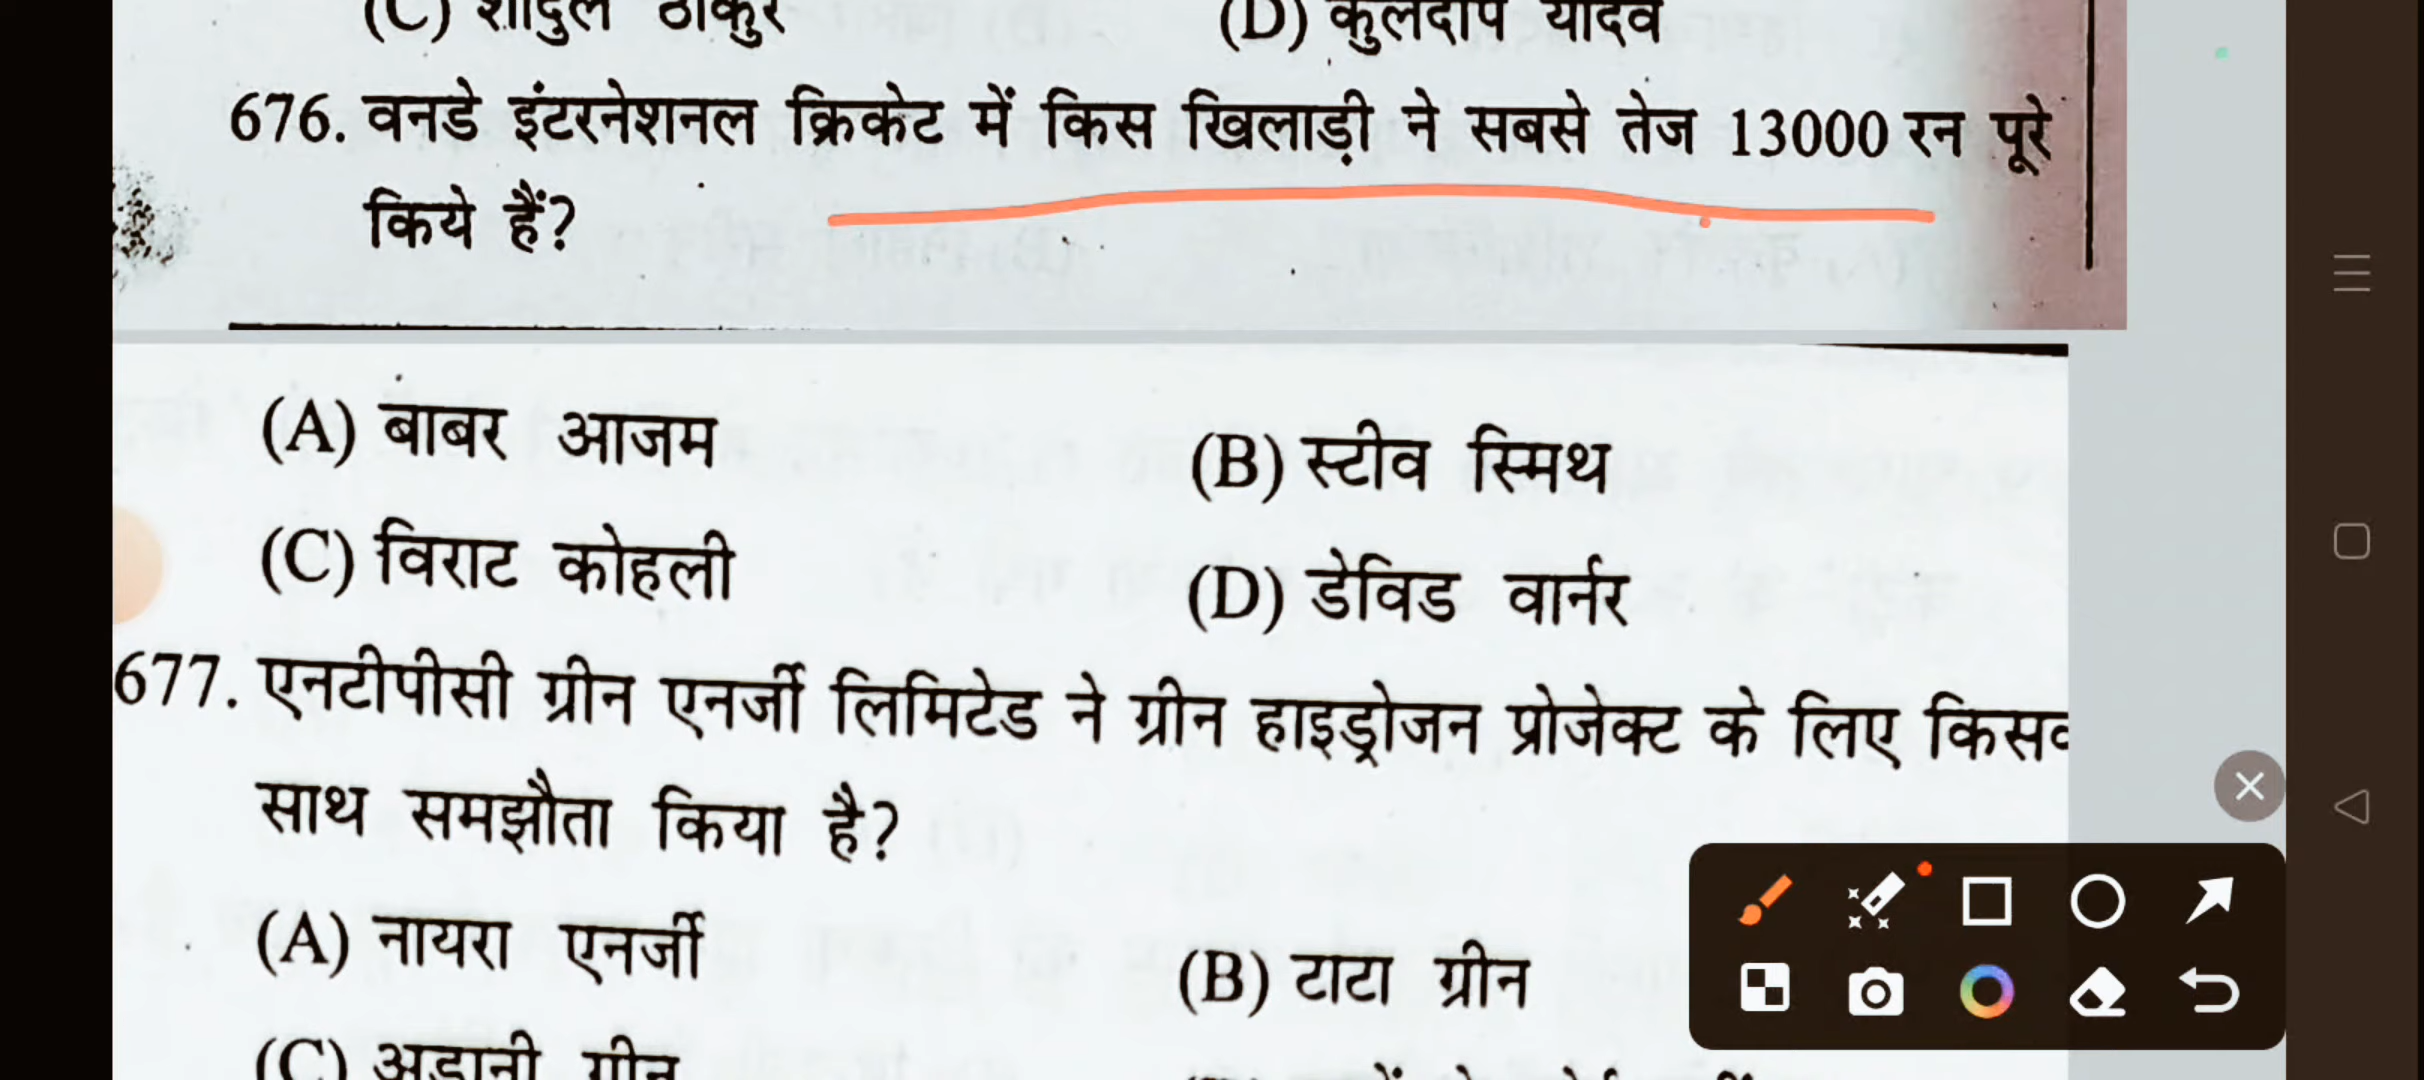 (C) शार्दुल ठाकुर (D) कुलदीप यादव
676. वनडे इंटरनेशनल क्रिकेट में किस खिलाड़ी ने सबसे तेज 13000 रन पूरे
किये हैं?
(A) बाबर आजम (B) स्टीव स्मिथ
(C) विराट कोहली (D) डेविड वार्नर
677. एनटीपीसी ग्रीन एनर्जी लिमिटेड ने ग्रीन हाइड्रोजन प्रोजेक्ट के लिए
साथ समझौता किया है?
(A) नायरा एनर्जी (B) टाटा ग्रीन
(C) अडानी ग्रीन